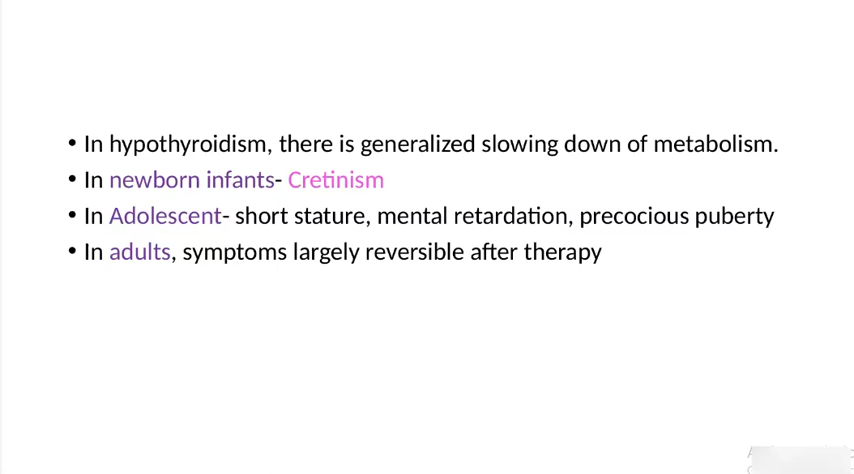 • In hypothyroidism, there is generalized slowing down of metabolism.
• In newborn infants- Cretinism
• In Adolescent- short stature, mental retardation, precocious puberty
• In adults, symptoms largely reversible after therapy